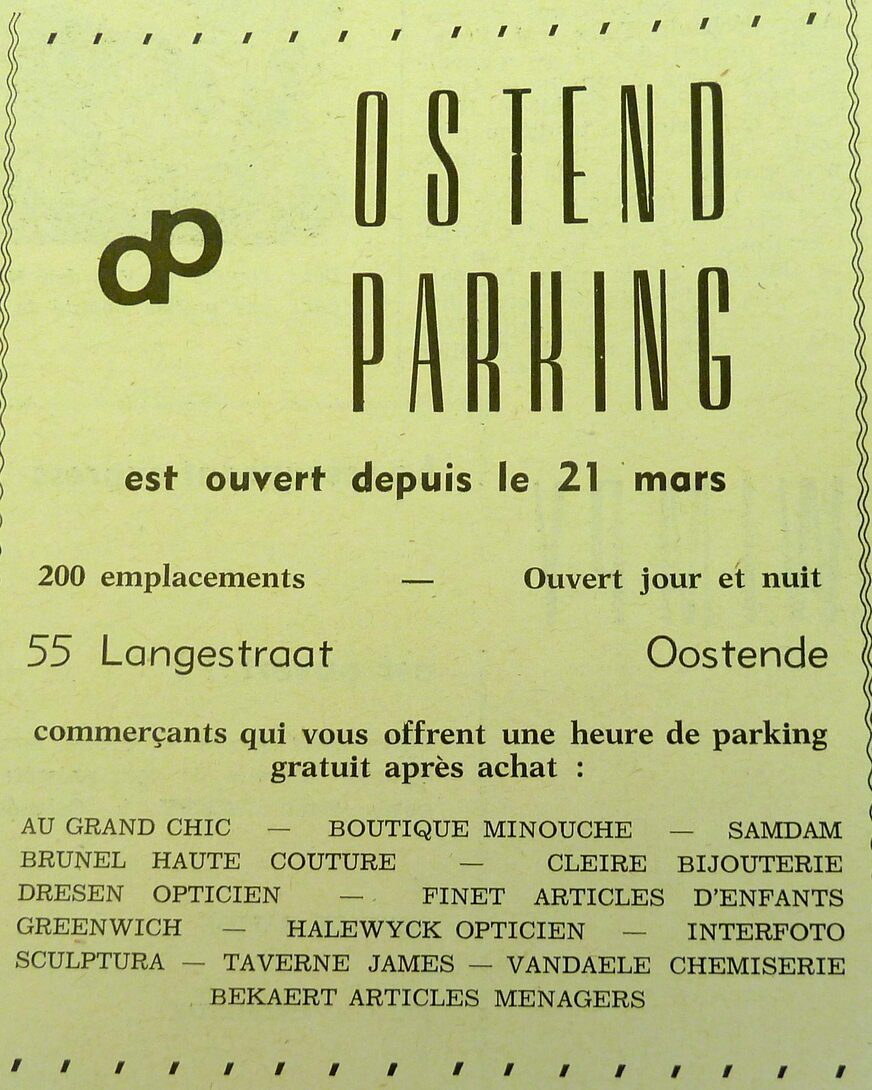 OSTEND
op
PARKING
est ouvert depuis le 21 mars
200 emplacements — Ouvert jour et nuit
55 Langestraat Oostende
commerçants qui vous offrent une heure de parking
gratuit après achat :
AU GRAND CHIC — BOUTIQUE MINOUCHE — SAMDAM
BRUNEL HAUTE COUTURE — CLEIRE BIJOUTERIE
DRESEN OPTICIEN — FINET ARTICLES D'ENFANTS
GREENWICH — HALEWYCK OPTICIEN — INTERFOTO
SCULPTURA — TAVERNE JAMES — VANDAELE CHEMISERIE
BEKAERT ARTICLES MENAGERS